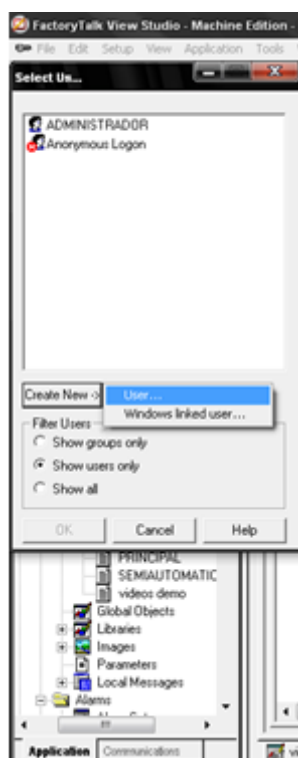 FactoryTalk View Studio - Machine Edition -
File Edit Setup View Application Tools
Select Us...
ADMINISTRADOR
Anonymous Logon
Create New -> User...
Windows linked user...
Filter Users
Show groups only
Show users only
Show all
OK Cancel Help
PRINCIPAL
SEMIAUTOMATIC
videos demo
Global Objects
Libraries
Images
Parameters
Local Messages
Alarms
Application Communications